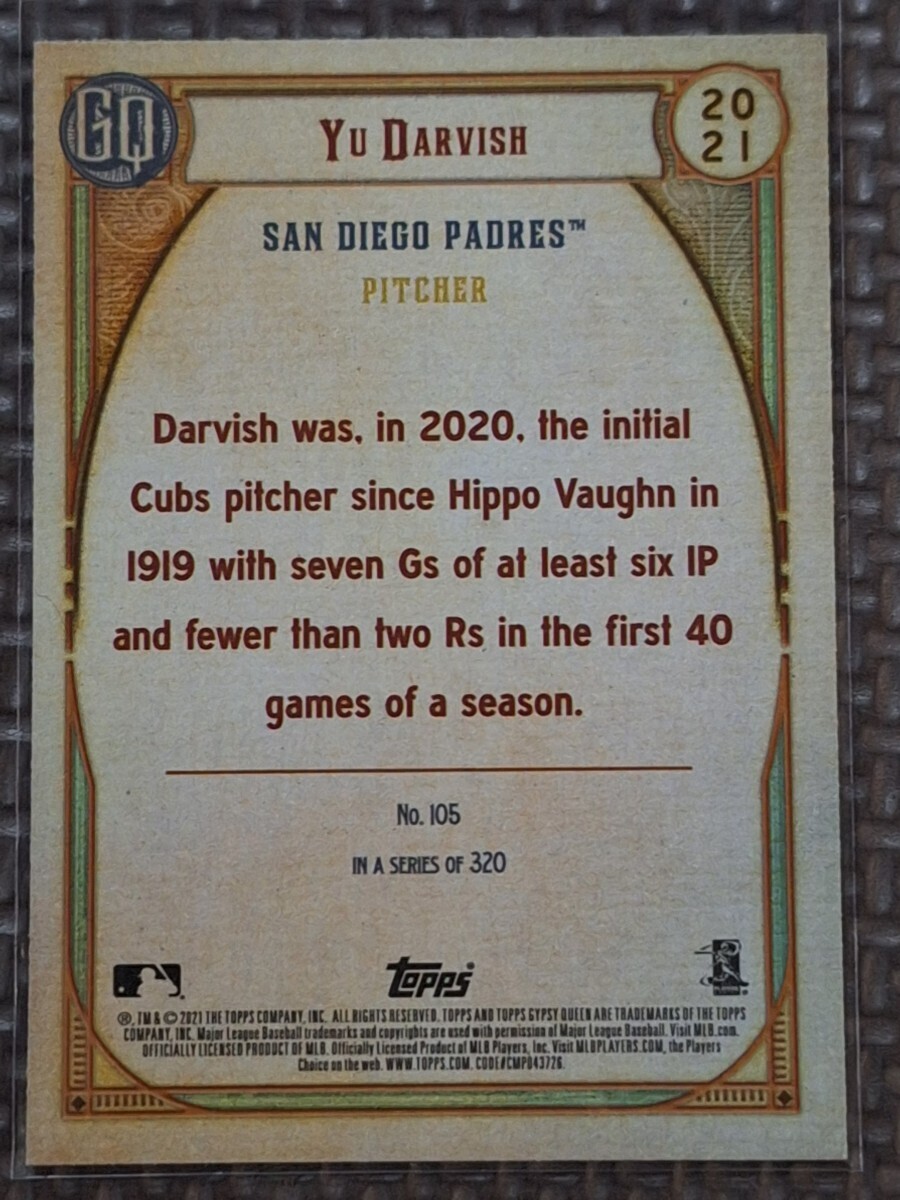 GQ
YU DARVISH
20
21
SAN DIEGO PADRES™
PITCHER
Darvish was, in 2020, the initial
Cubs pitcher since Hippo Vaughn in
1919 with seven Gs of at least six IP
and fewer than two Rs in the first 40
games of a season.
No. 105
IN A SERIES OF 320
Topps®
®, TM & © 2021 THE TOPPS COMPANY, INC. ALL RIGHTS RESERVED. TOPPS AND TOPPS GYPSY QUEEN ARE TRADEMARKS OF THE TOPPS
COMPANY, INC. Major League Baseball trademarks and copyrights are used with permission of Major League Baseball. Visit MLB.com.
OFFICIALLY LICENSED PRODUCT OF MLB. Officially Licensed Product of MLB Players, Inc. Visit MLBPLAYERS.COM, the Players
Choice on the web. WWW.TOPPS.COM. CODE#CMP043726